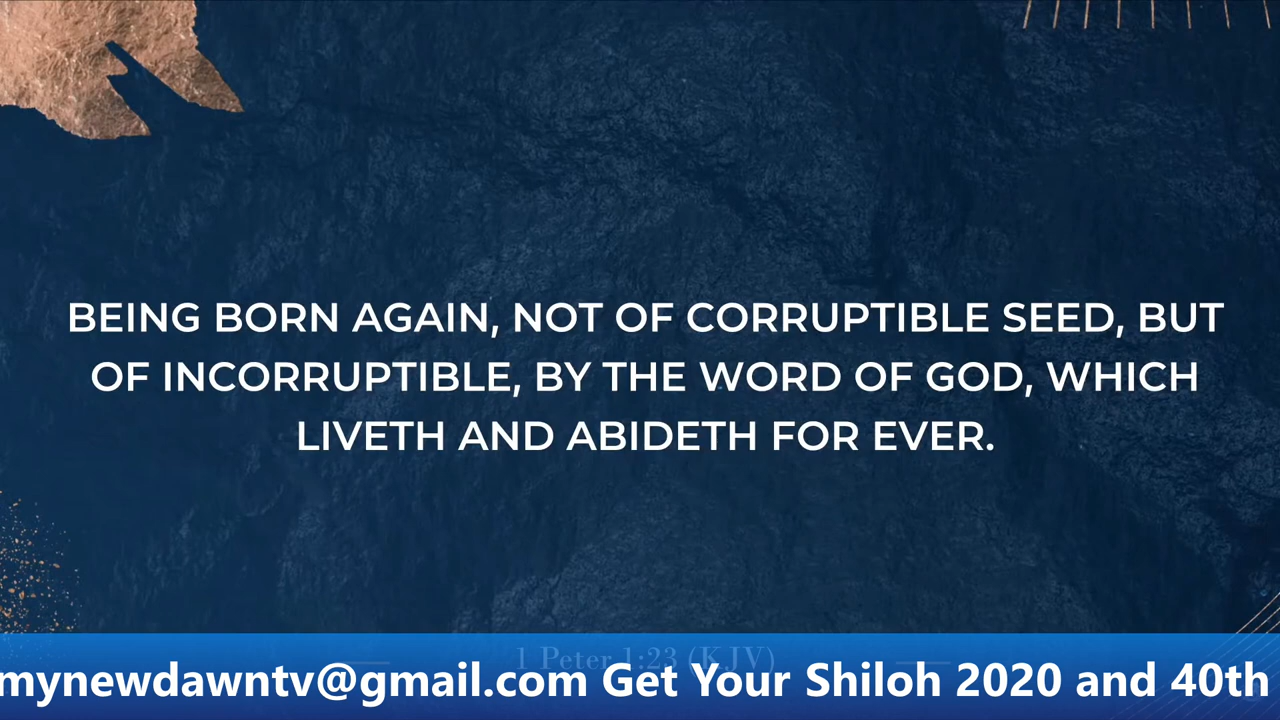 BEING BORN AGAIN, NOT OF CORRUPTIBLE SEED, BUT
OF INCORRUPTIBLE, BY THE WORD OF GOD, WHICH
LIVETH AND ABIDETH FOR EVER.
1 Peter 1:23 (KJV)
mynewdawntv@gmail.com Get Your Shiloh 2020 and 40th